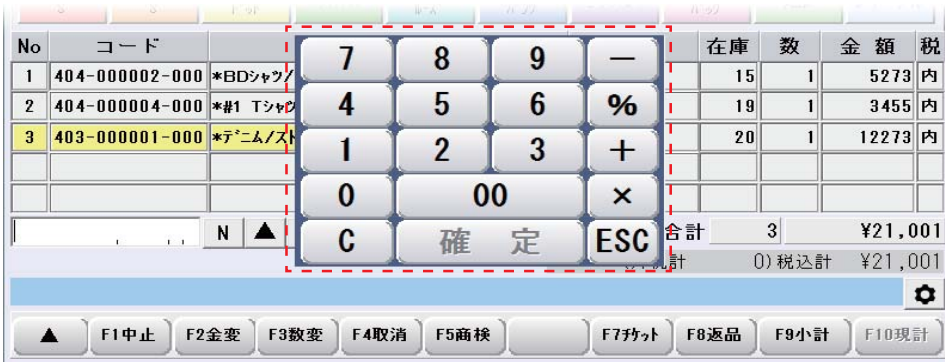 No コード 在庫 数 金 額 税
1 404-000002-000 *BDシャツ/ 15 1 5273 内
2 404-000004-000 *#1 Tシャツ 19 1 3455 内
3 403-000001-000 *デニム/スト 20 1 12273 内
7 8 9 −
4 5 6 %
1 2 3 +
0 00 ×
C 確 定 ESC
N ▲ 合計 3 ¥21,001
0) 税込計 ¥21,001
▲ F1中止 F2金変 F3数変 F4取消 F5商検 F7チケット F8返品 F9小計 F10現計